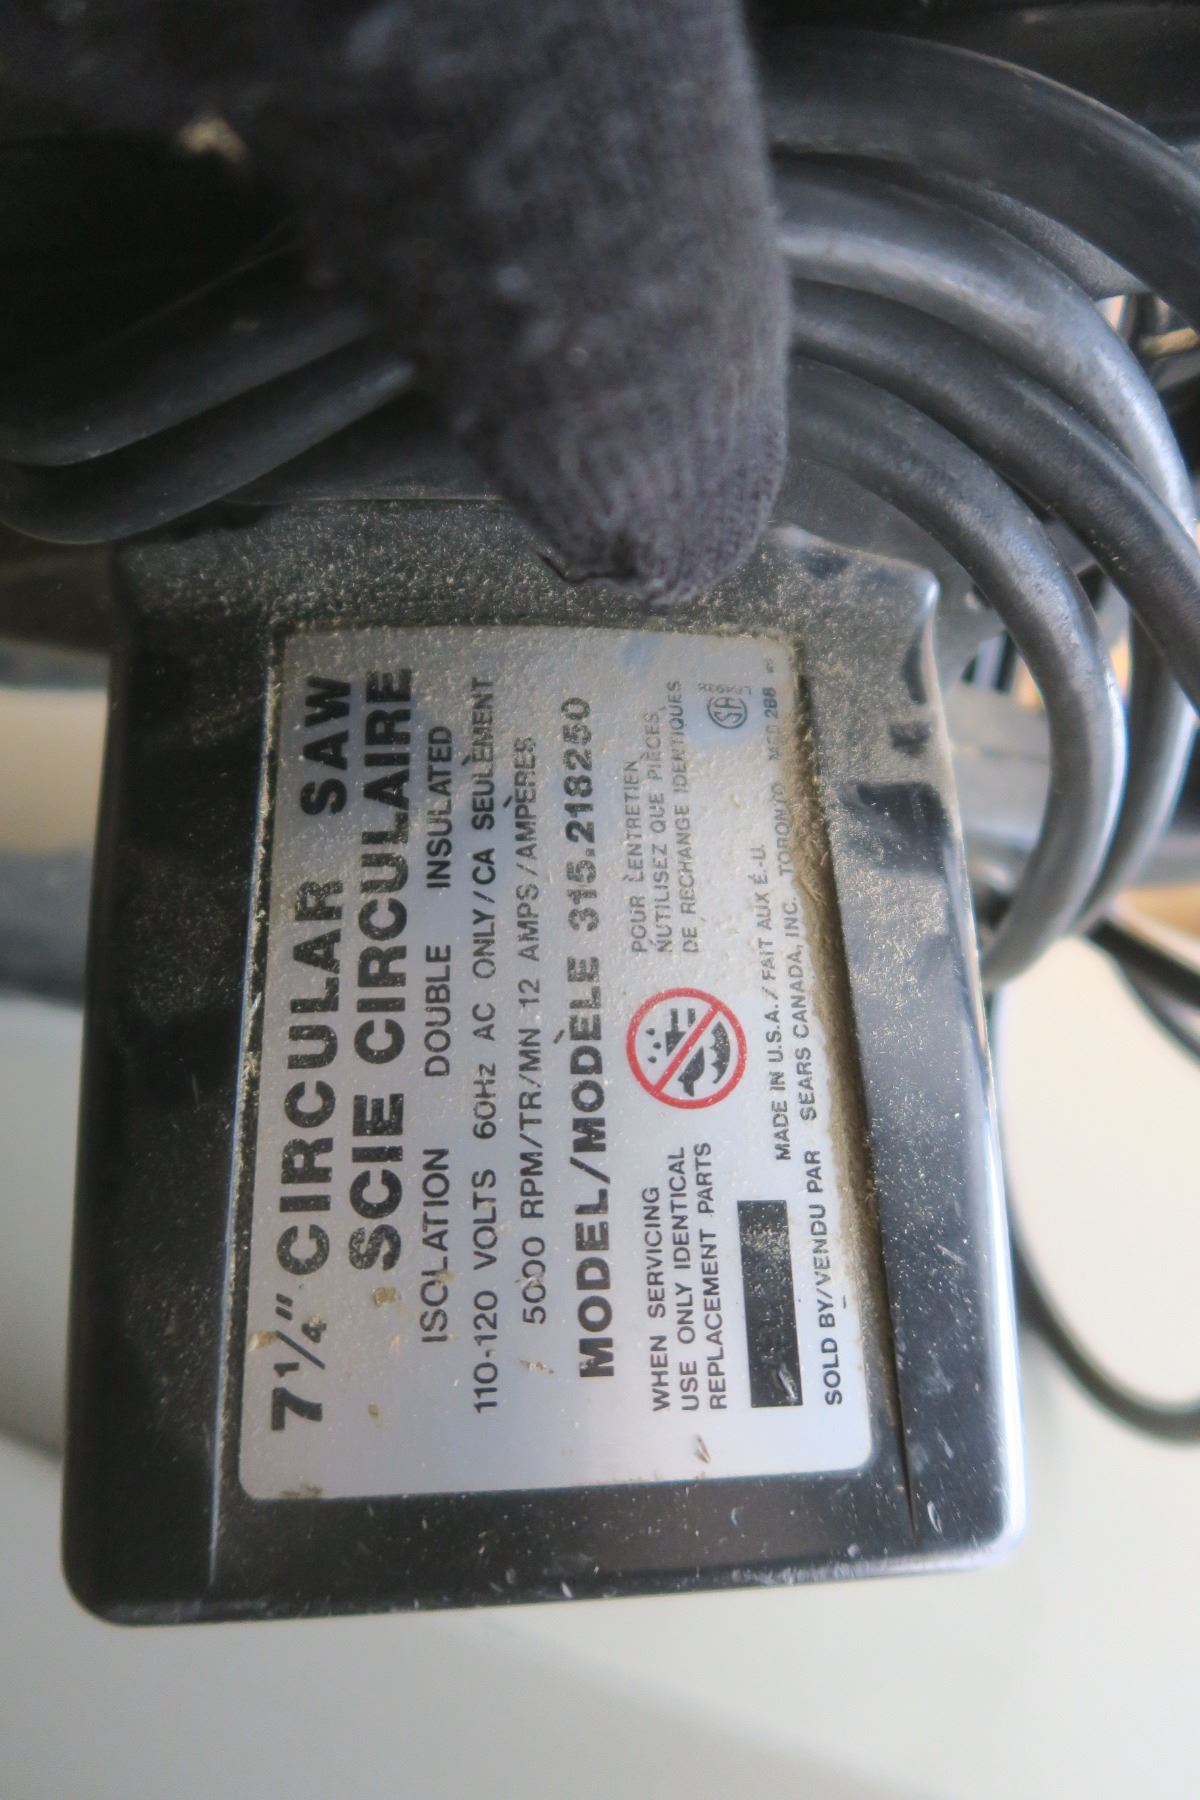 7 1/4" CIRCULAR SAW
SCIE CIRCULAIRE
ISOLATION DOUBLE INSULATED
110-120 VOLTS 60Hz AC ONLY/CA SEULEMENT
5000 RPM/TR/MN 12 AMPS/AMPÈRES
MODEL/MODÈLE 315.218250
WHEN SERVICING
USE ONLY IDENTICAL
REPLACEMENT PARTS
POUR L'ENTRETIEN,
N'UTILISEZ QUE PIÈCES
DE RECHANGE IDENTIQUES
MADE IN U.S.A./FAIT AUX É.-U.
SOLD BY/VENDU PAR SEARS CANADA, INC. TORONTO